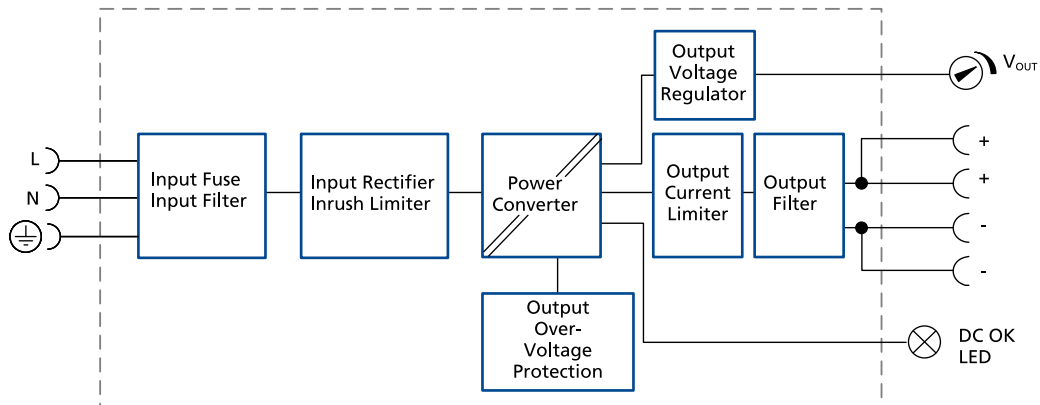 Output
Voltage
Regulator
VOUT
L
N
Input Fuse
Input Filter
Input Rectifier
Inrush Limiter
Power
Converter
Output
Current
Limiter
Output
Filter
+
+
-
-
Output
Over-
Voltage
Protection
DC OK
LED